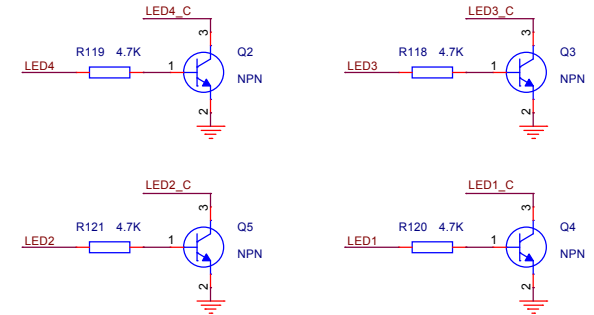 LED4_C
LED3_C
3
3
R119 4.7K
Q2
R118 4.7K
Q3
LED4
1
LED3
1
NPN
NPN
2
2
LED2_C
LED1_C
3
3
R121 4.7K
Q5
R120 4.7K
Q4
LED2
1
LED1
1
NPN
NPN
2
2